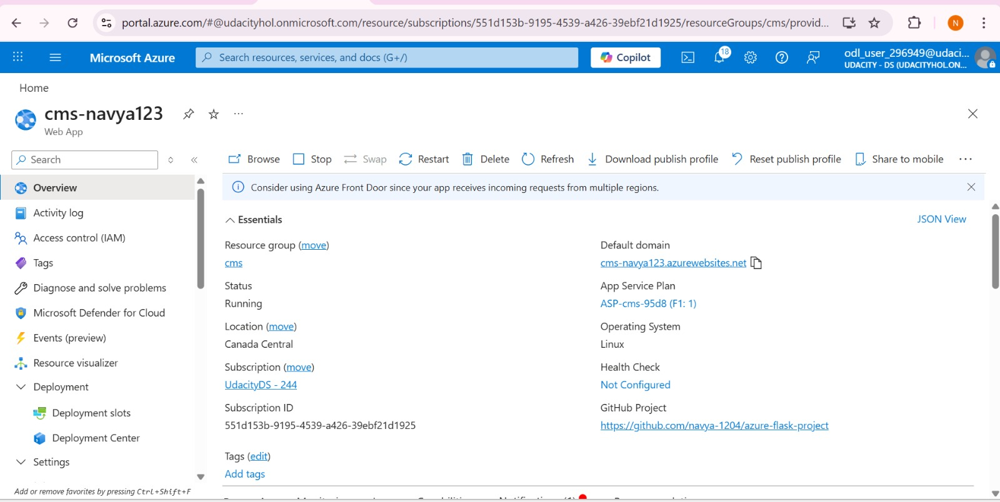 portal.azure.com/#@udacityhol.onmicrosoft.com/resource/subscriptions/551d153b-9195-4539-a426-39ebf21d1925/resourceGroups/cms/provid...
N
Microsoft Azure
Search resources, services, and docs (G+/)
Copilot
18
odl_user_296949@udaci...
UDACITY - DS (UDACITYHOL.ON...
Home
cms-navya123
Web App
Search
Browse Stop Swap Restart Delete Refresh Download publish profile Reset publish profile Share to mobile
Consider using Azure Front Door since your app receives incoming requests from multiple regions.
Overview
Activity log
Access control (IAM)
Tags
Diagnose and solve problems
Microsoft Defender for Cloud
Events (preview)
Resource visualizer
Deployment
Deployment slots
Deployment Center
Settings
Add or remove favorites by pressing Ctrl+Shift+F
Essentials
JSON View
Resource group (move)
cms
Status
Running
Location (move)
Canada Central
Subscription (move)
UdacityDS - 244
Subscription ID
551d153b-9195-4539-a426-39ebf21d1925
Default domain
cms-navya123.azurewebsites.net
App Service Plan
ASP-cms-95d8 (F1: 1)
Operating System
Linux
Health Check
Not Configured
GitHub Project
https://github.com/navya-1204/azure-flask-project
Tags (edit)
Add tags